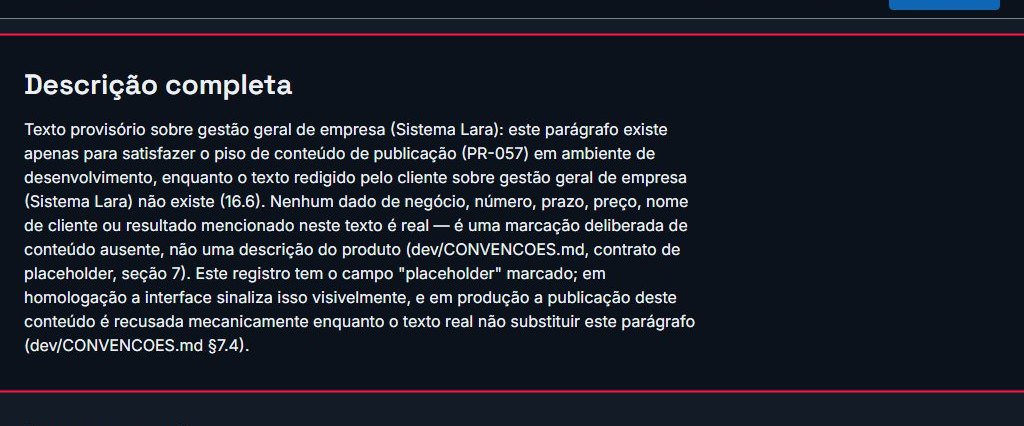 Descrição completa
Texto provisório sobre gestão geral de empresa (Sistema Lara): este parágrafo existe
apenas para satisfazer o piso de conteúdo de publicação (PR-057) em ambiente de
desenvolvimento, enquanto o texto redigido pelo cliente sobre gestão geral de empresa
(Sistema Lara) não existe (16.6). Nenhum dado de negócio, número, prazo, preço, nome
de cliente ou resultado mencionado neste texto é real — é uma marcação deliberada de
conteúdo ausente, não uma descrição do produto (dev/CONVENCOES.md, contrato de
placeholder, seção 7). Este registro tem o campo "placeholder" marcado; em
homologação a interface sinaliza isso visivelmente, e em produção a publicação deste
conteúdo é recusada mecanicamente enquanto o texto real não substituir este parágrafo
(dev/CONVENCOES.md §7.4).